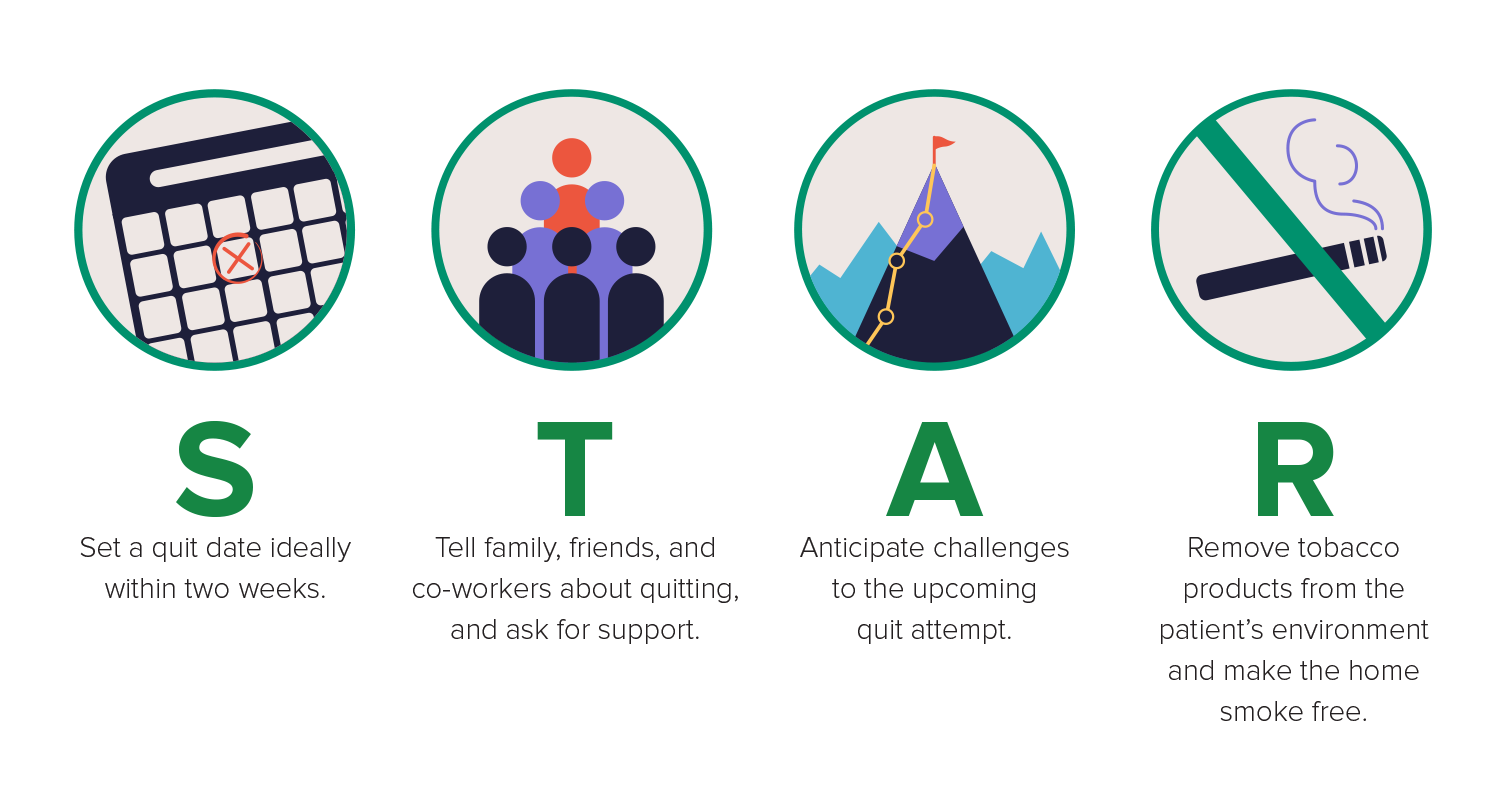 S
Set a quit date ideally
within two weeks.
T
Tell family, friends, and
co-workers about quitting,
and ask for support.
A
Anticipate challenges
to the upcoming
quit attempt.
R
Remove tobacco
products from the
patient’s environment
and make the home
smoke free.